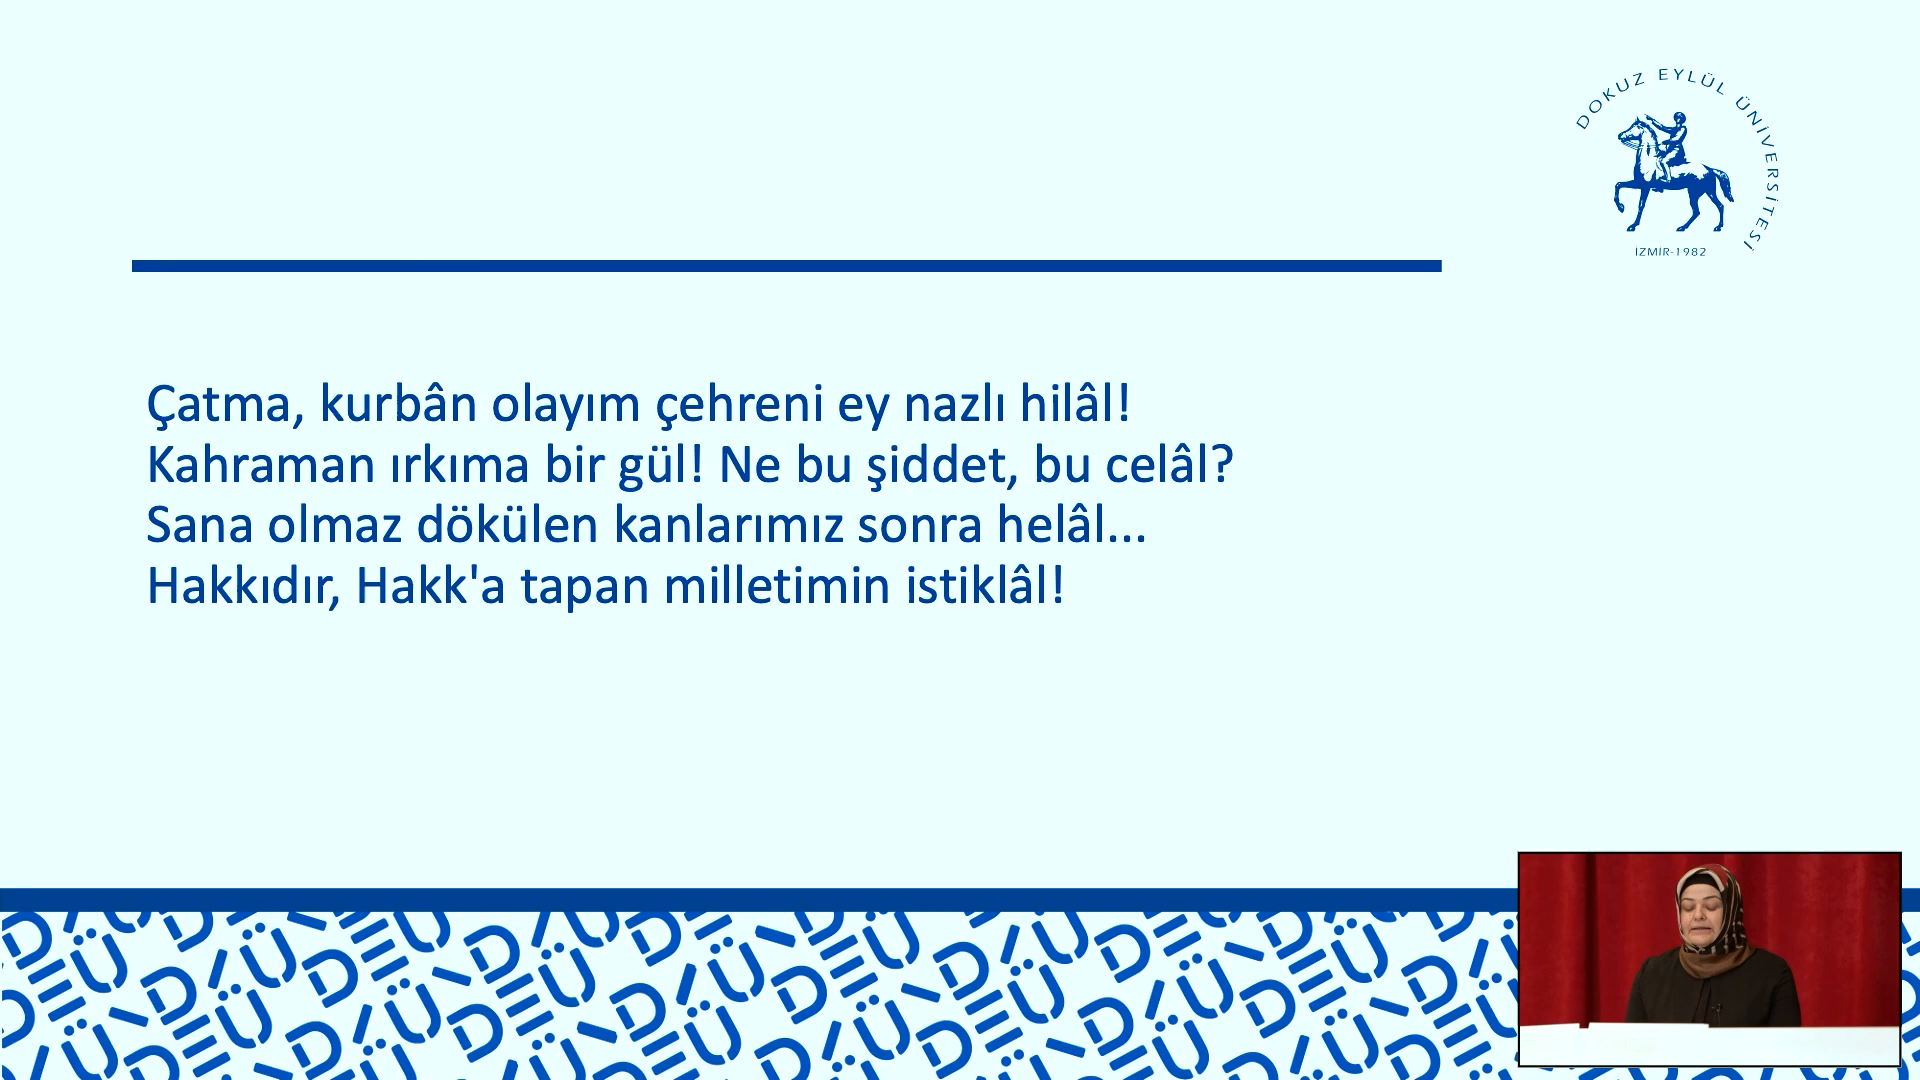 DOKUZ EYLÜL ÜNİVERSİTESİ
İZMİR-1982
Çatma, kurbân olayım çehreni ey nazlı hilâl!
Kahraman ırkıma bir gül! Ne bu şiddet, bu celâl?
Sana olmaz dökülen kanlarımız sonra helâl...
Hakkıdır, Hakk'a tapan milletimin istiklâl!